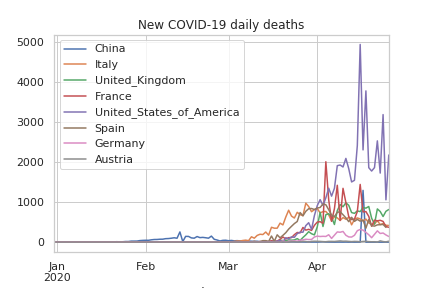 New COVID-19 daily deaths
5000
4000
3000
2000
1000
0
China
Italy
United_Kingdom
France
United_States_of_America
Spain
Germany
Austria
Jan
2020
Feb
Mar
Apr